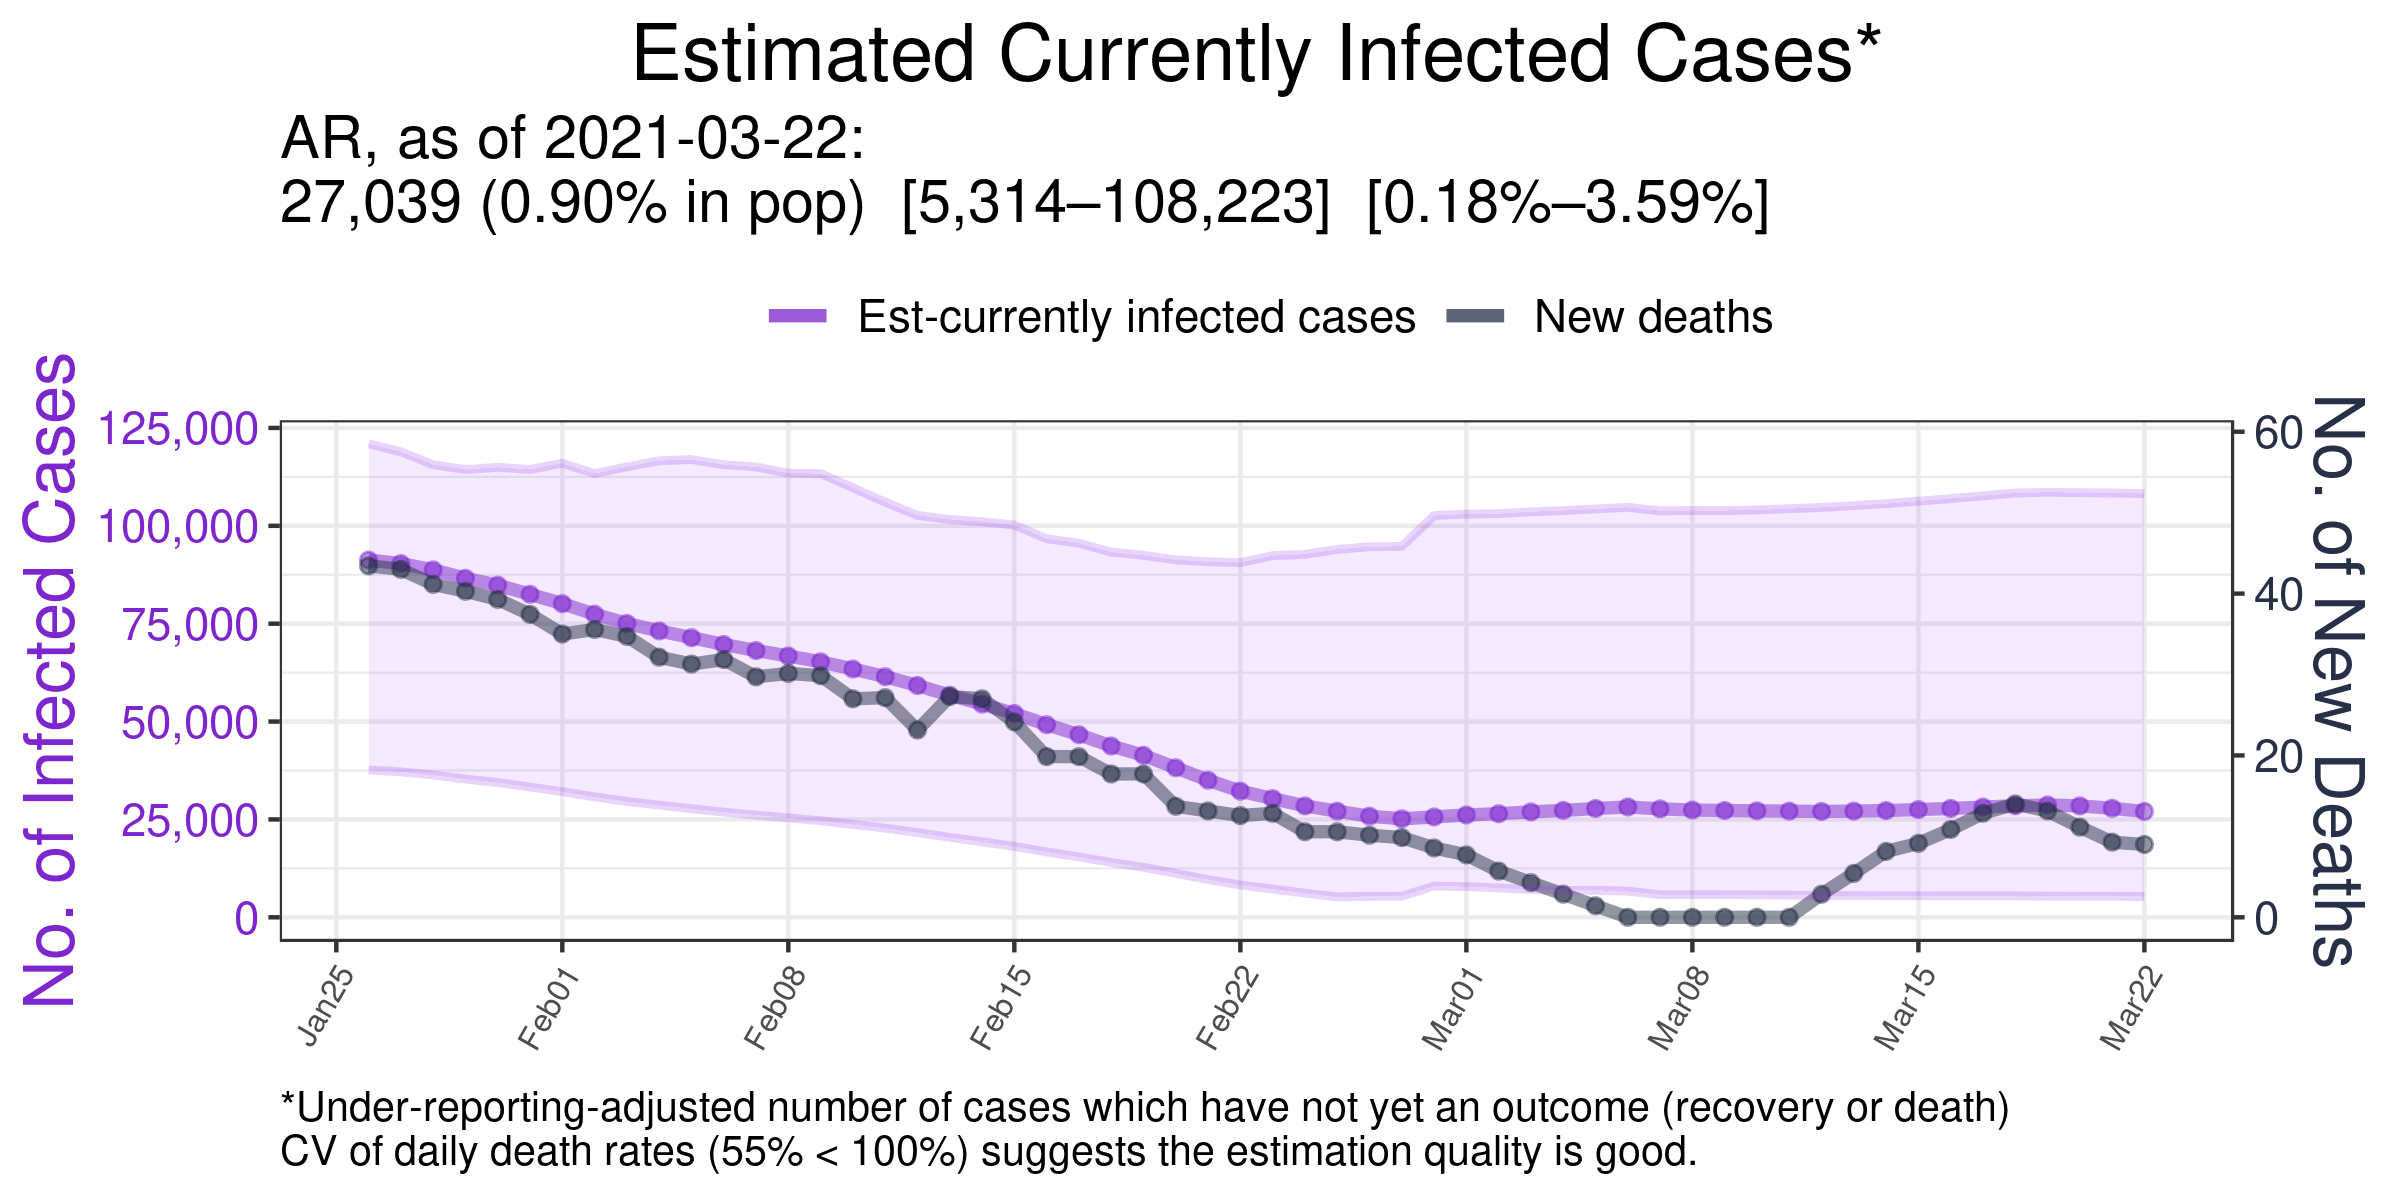 Estimated Currently Infected Cases*
AR, as of 2021-03-22:
27,039 (0.90% in pop)  [5,314–108,223]  [0.18%–3.59%]
Est-currently infected cases
New deaths
No. of Infected Cases
125,000
100,000
75,000
50,000
25,000
0
60
40
20
0
No. of New Deaths
Jan25
Feb01
Feb08
Feb15
Feb22
Mar01
Mar08
Mar15
Mar22
*Under-reporting-adjusted number of cases which have not yet an outcome (recovery or death)
CV of daily death rates (55% < 100%) suggests the estimation quality is good.